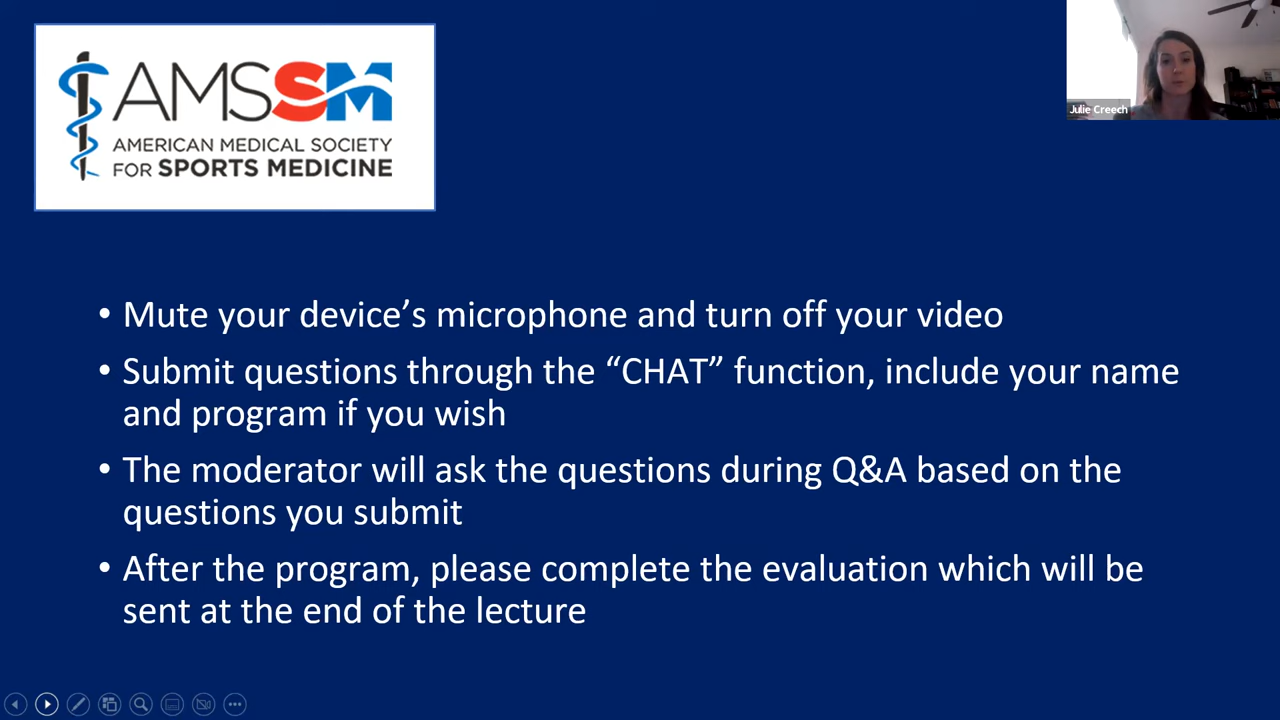 AMSSM
AMERICAN MEDICAL SOCIETY
FOR SPORTS MEDICINE
Julie Creech
• Mute your device’s microphone and turn off your video
• Submit questions through the “CHAT” function, include your name
and program if you wish
• The moderator will ask the questions during Q&A based on the
questions you submit
• After the program, please complete the evaluation which will be
sent at the end of the lecture